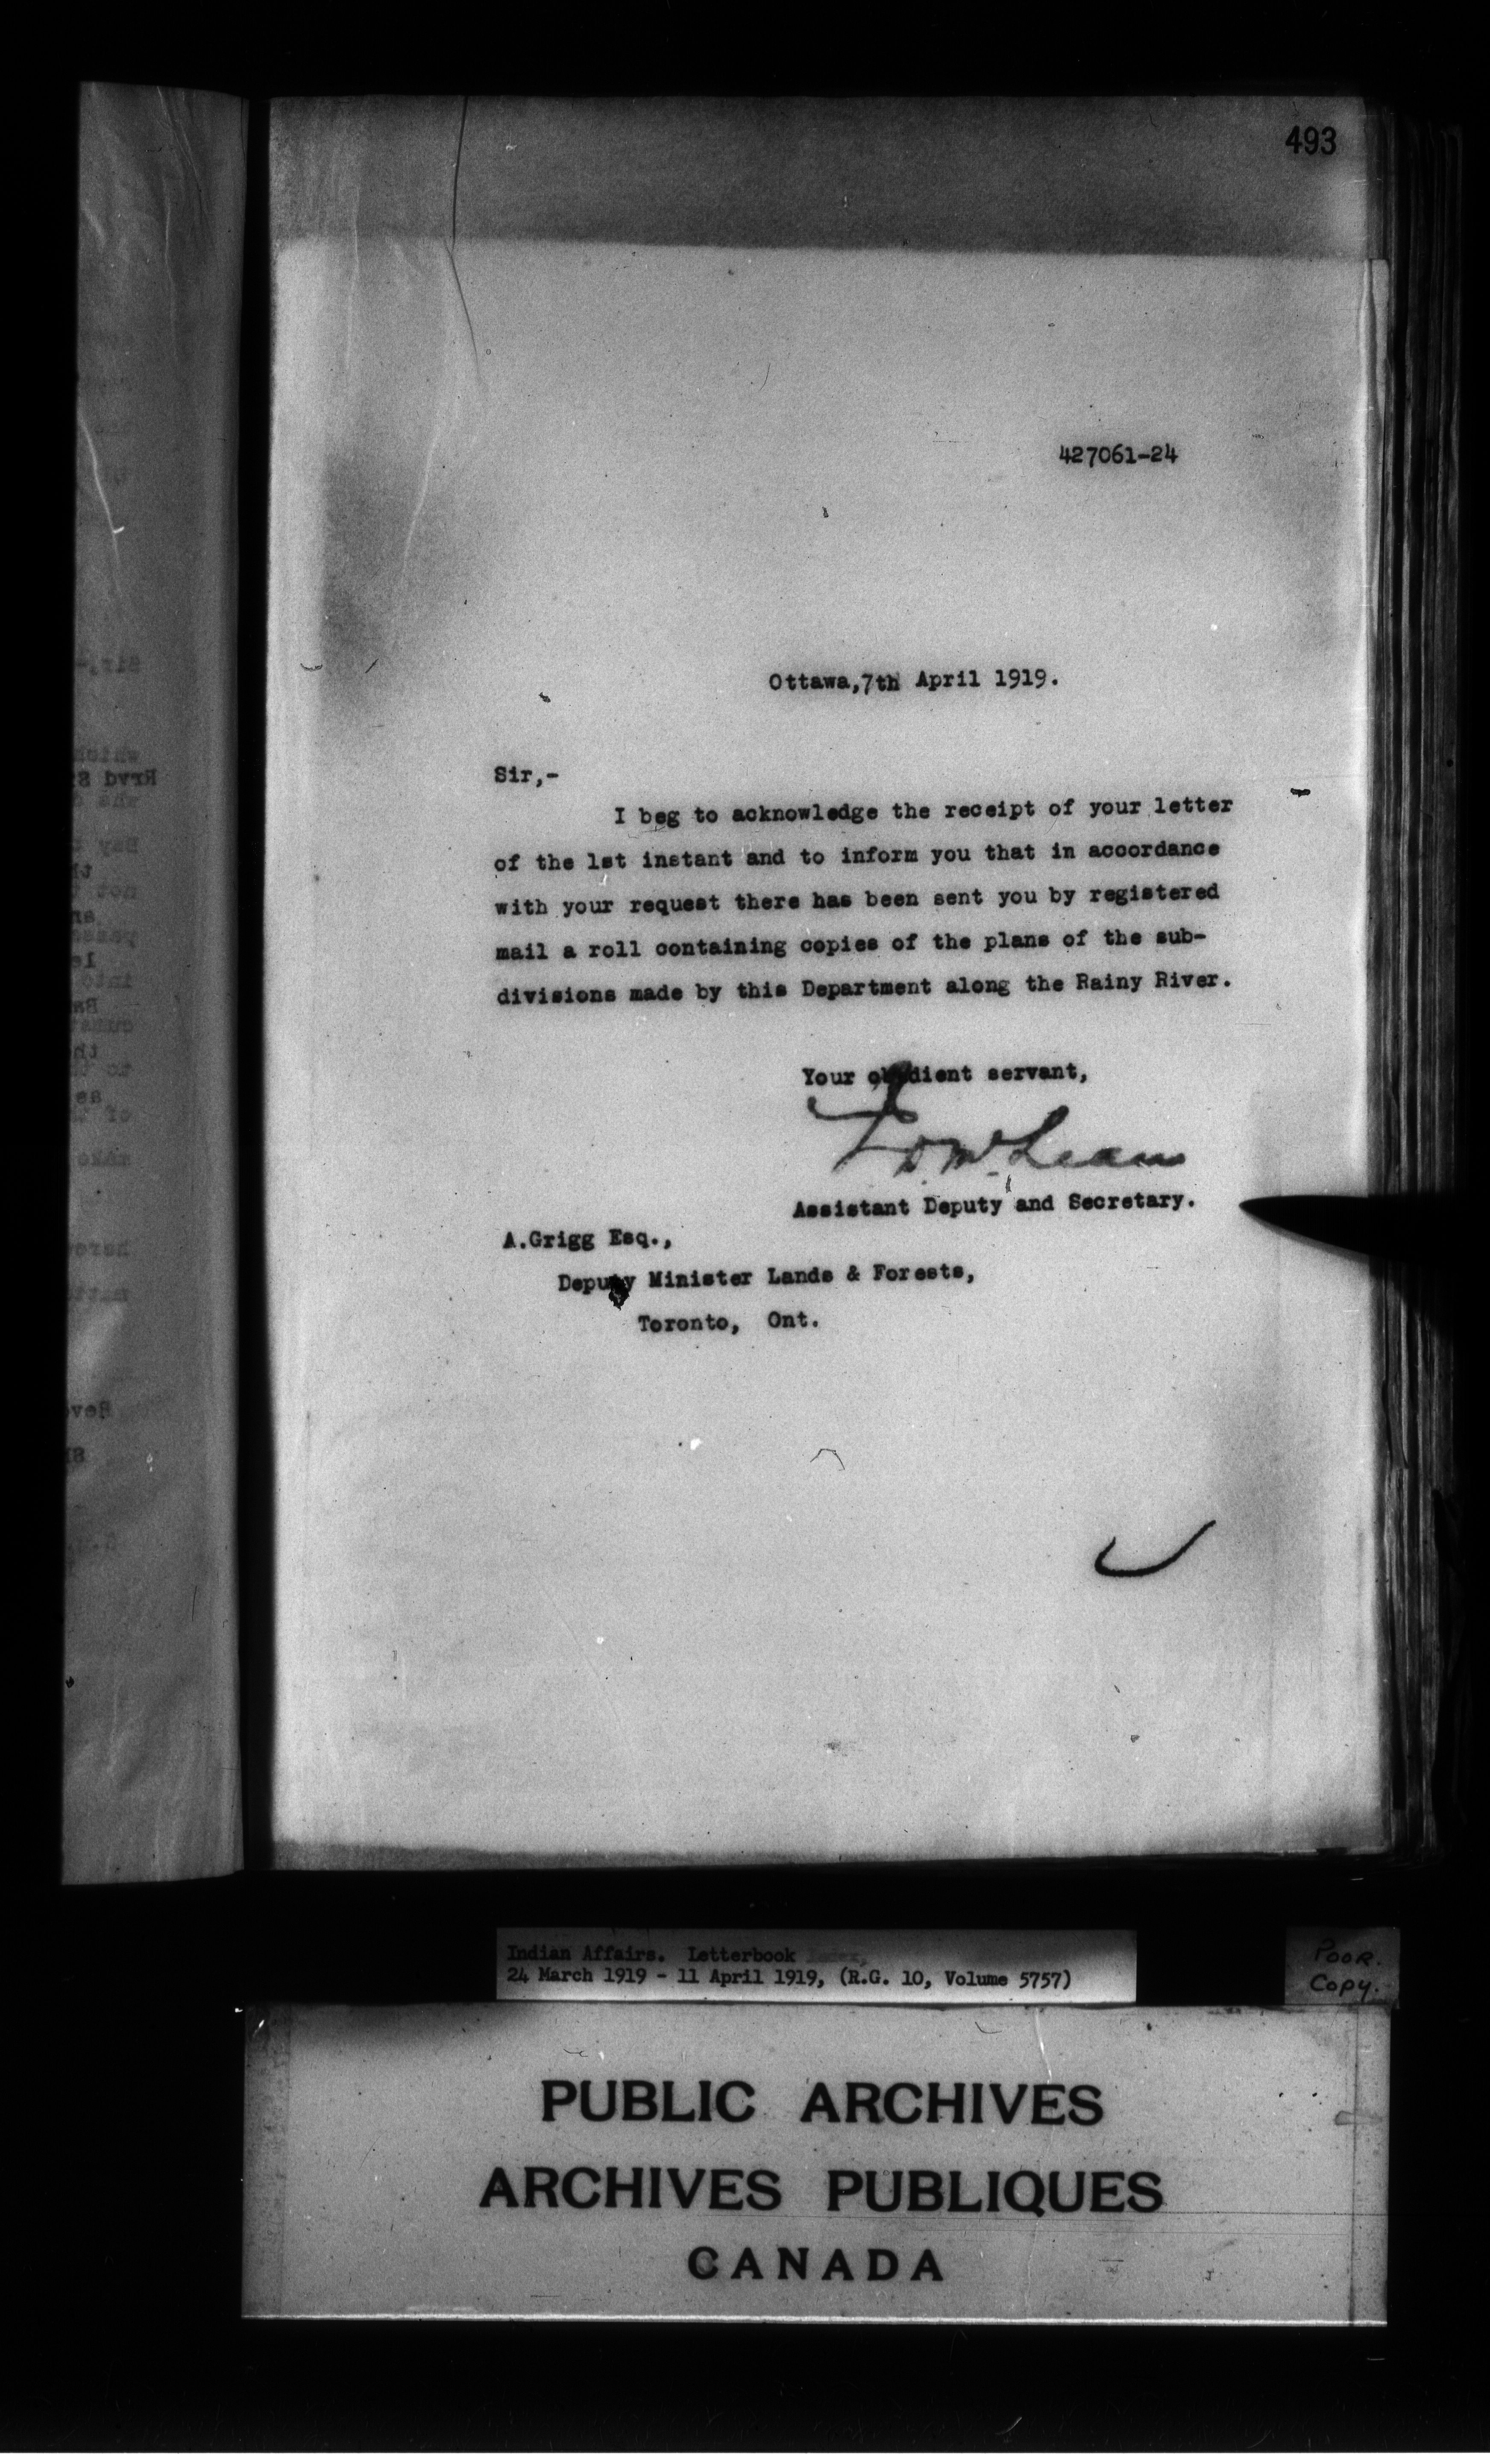 493
427061-24
Ottawa,7th April 1919.
Sir,-
I beg to acknowledge the receipt of your letter
of the 1st instant and to inform you that in accordance
with your request there has been sent you by registered
mail a roll containing copies of the plans of the sub-
divisions made by this Department along the Rainy River.
Your obedient servant,
J D McLean
Assistant Deputy and Secretary.
A.Grigg Esq.,
Deputy Minister Lands & Forests,
Toronto, Ont.
Indian Affairs. Letterbook
24 March 1919 - 11 April 1919, (R.G. 10, Volume 5757)
Poor.
Copy.
PUBLIC ARCHIVES
ARCHIVES PUBLIQUES
CANADA